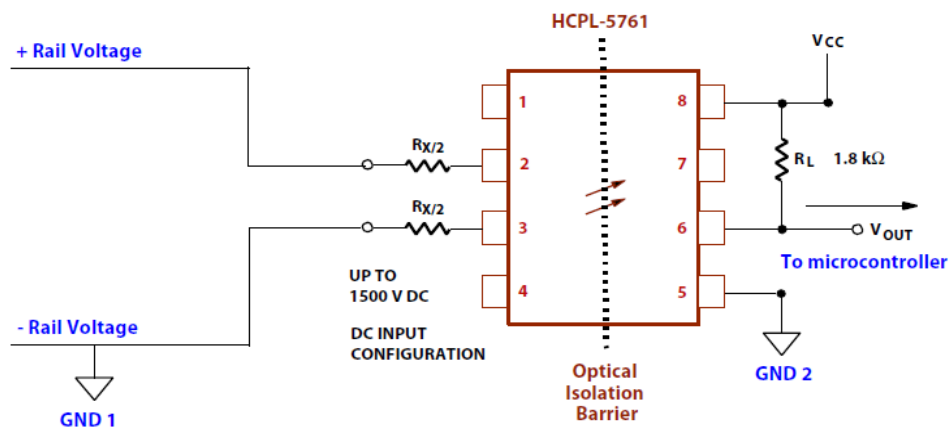 HCPL-5761
+ Rail Voltage
VCC
1
8
RX/2
2
7
RL 1.8 kΩ
RX/2
3
6
VOUT
To microcontroller
UP TO
1500 V DC
4
5
- Rail Voltage
DC INPUT
CONFIGURATION
GND 1
Optical
Isolation
Barrier
GND 2